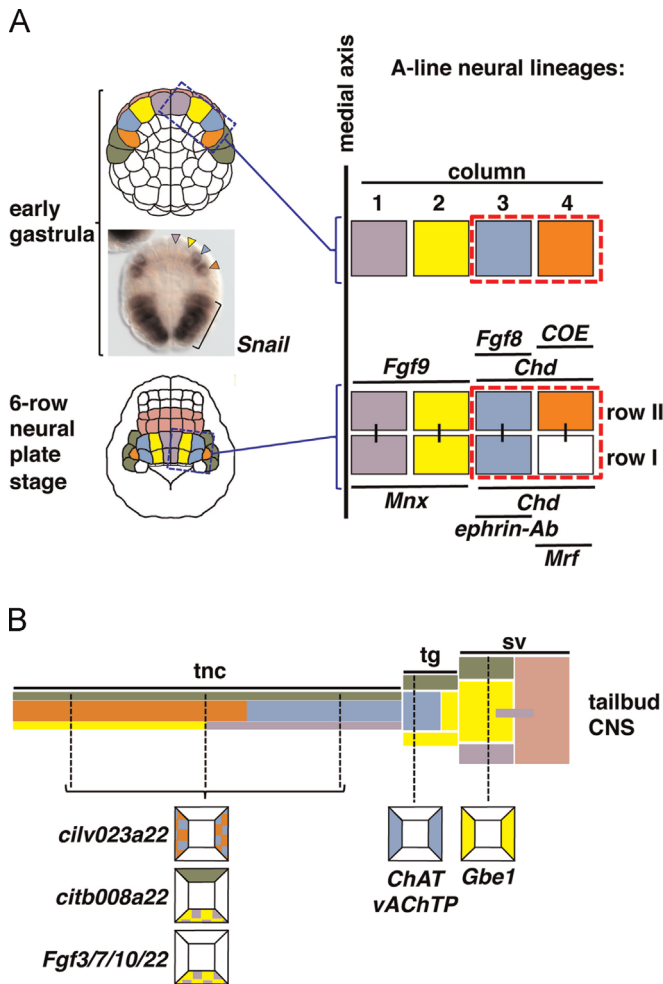 A
A-line neural lineages:
medial axis
column
1 2 3 4
early
gastrula
Snail
Fgf8 COE
Fgf9 Chd
6-row
neural
plate
stage
row II
row I
Mnx Chd
ephrin-Ab
Mrf
B
tnc tg sv
tailbud
CNS
cilv023a22
citb008a22
Fgf3/7/10/22
ChAT
vAChTP
Gbe1